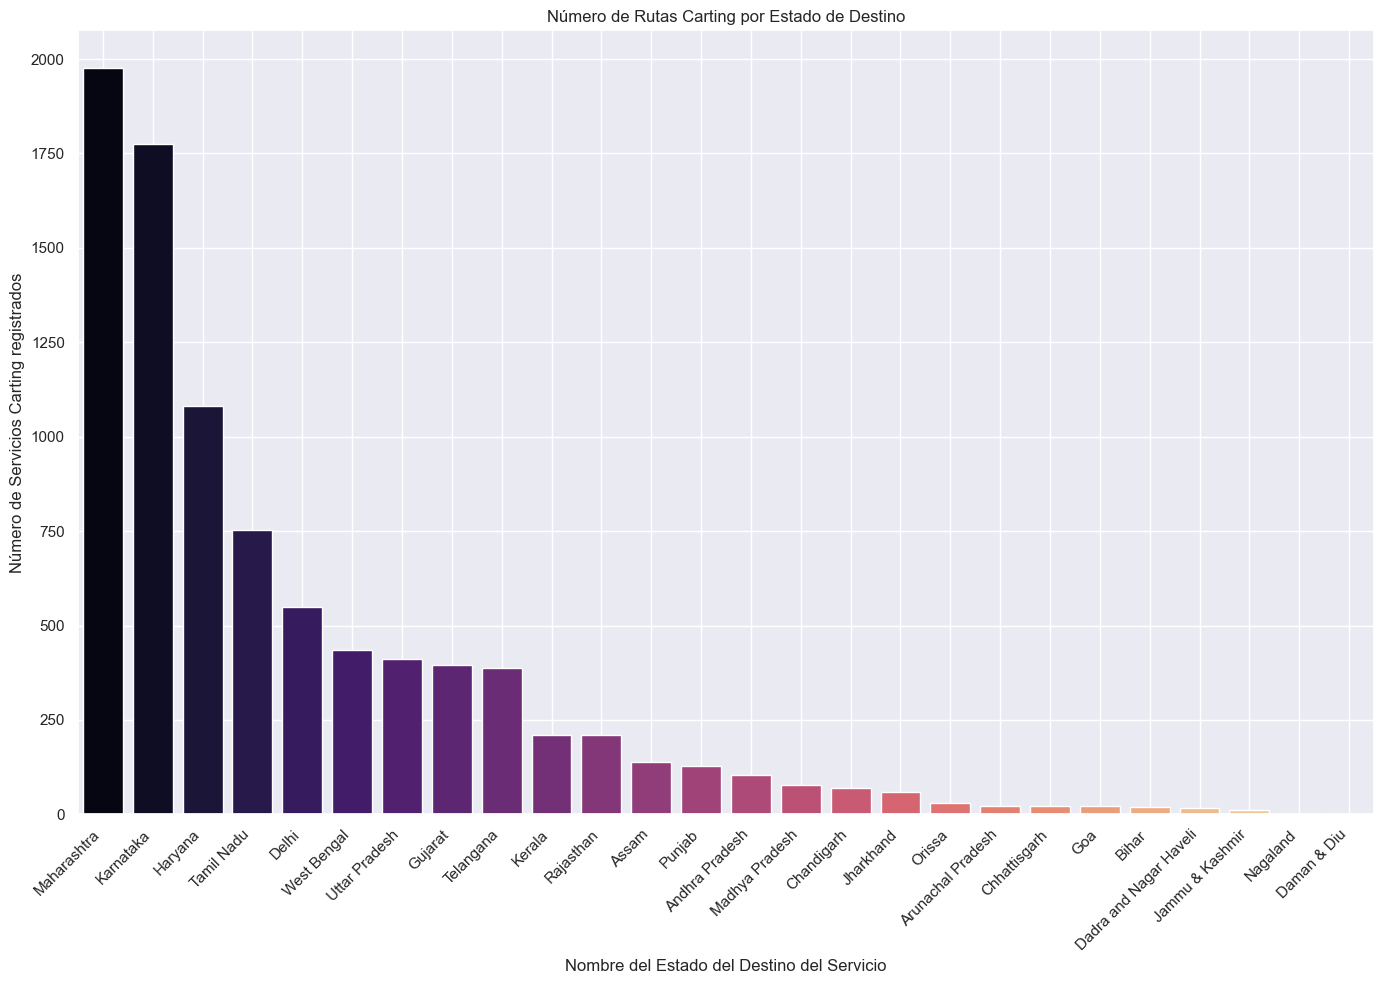 Número de Rutas Carting por Estado de Destino
Número de Servicios Carting registrados
2000
1750
1500
1250
1000
750
500
250
0
Maharashtra
Karnataka
Haryana
Tamil Nadu
Delhi
West Bengal
Uttar Pradesh
Gujarat
Telangana
Kerala
Rajasthan
Assam
Punjab
Andhra Pradesh
Madhya Pradesh
Chandigarh
Jharkhand
Orissa
Arunachal Pradesh
Chhattisgarh
Goa
Bihar
Dadra and Nagar Haveli
Jammu & Kashmir
Nagaland
Daman & Diu
Nombre del Estado del Destino del Servicio